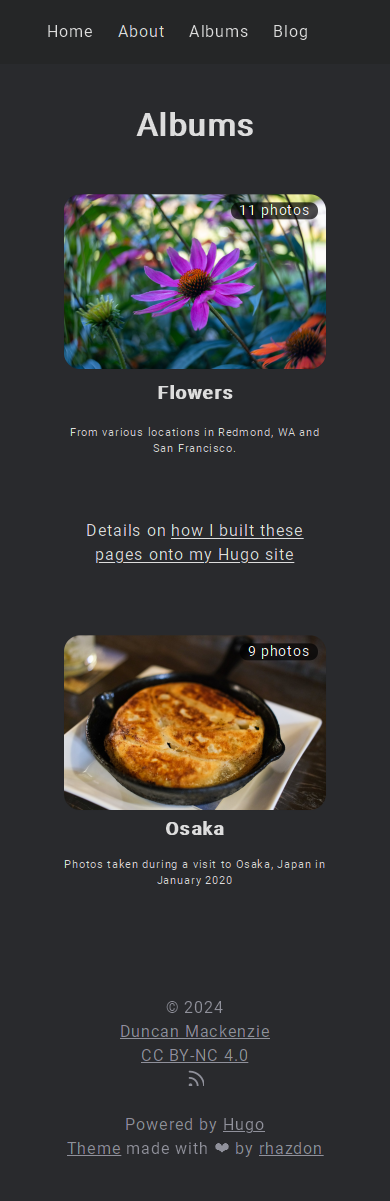 Home About Albums Blog
Albums
11 photos
Flowers
From various locations in Redmond, WA and
San Francisco.
Details on how I built these
pages onto my Hugo site
9 photos
Osaka
Photos taken during a visit to Osaka, Japan in
January 2020
© 2024
Duncan Mackenzie
CC BY-NC 4.0
Powered by Hugo
Theme made with ❤ by rhazdon